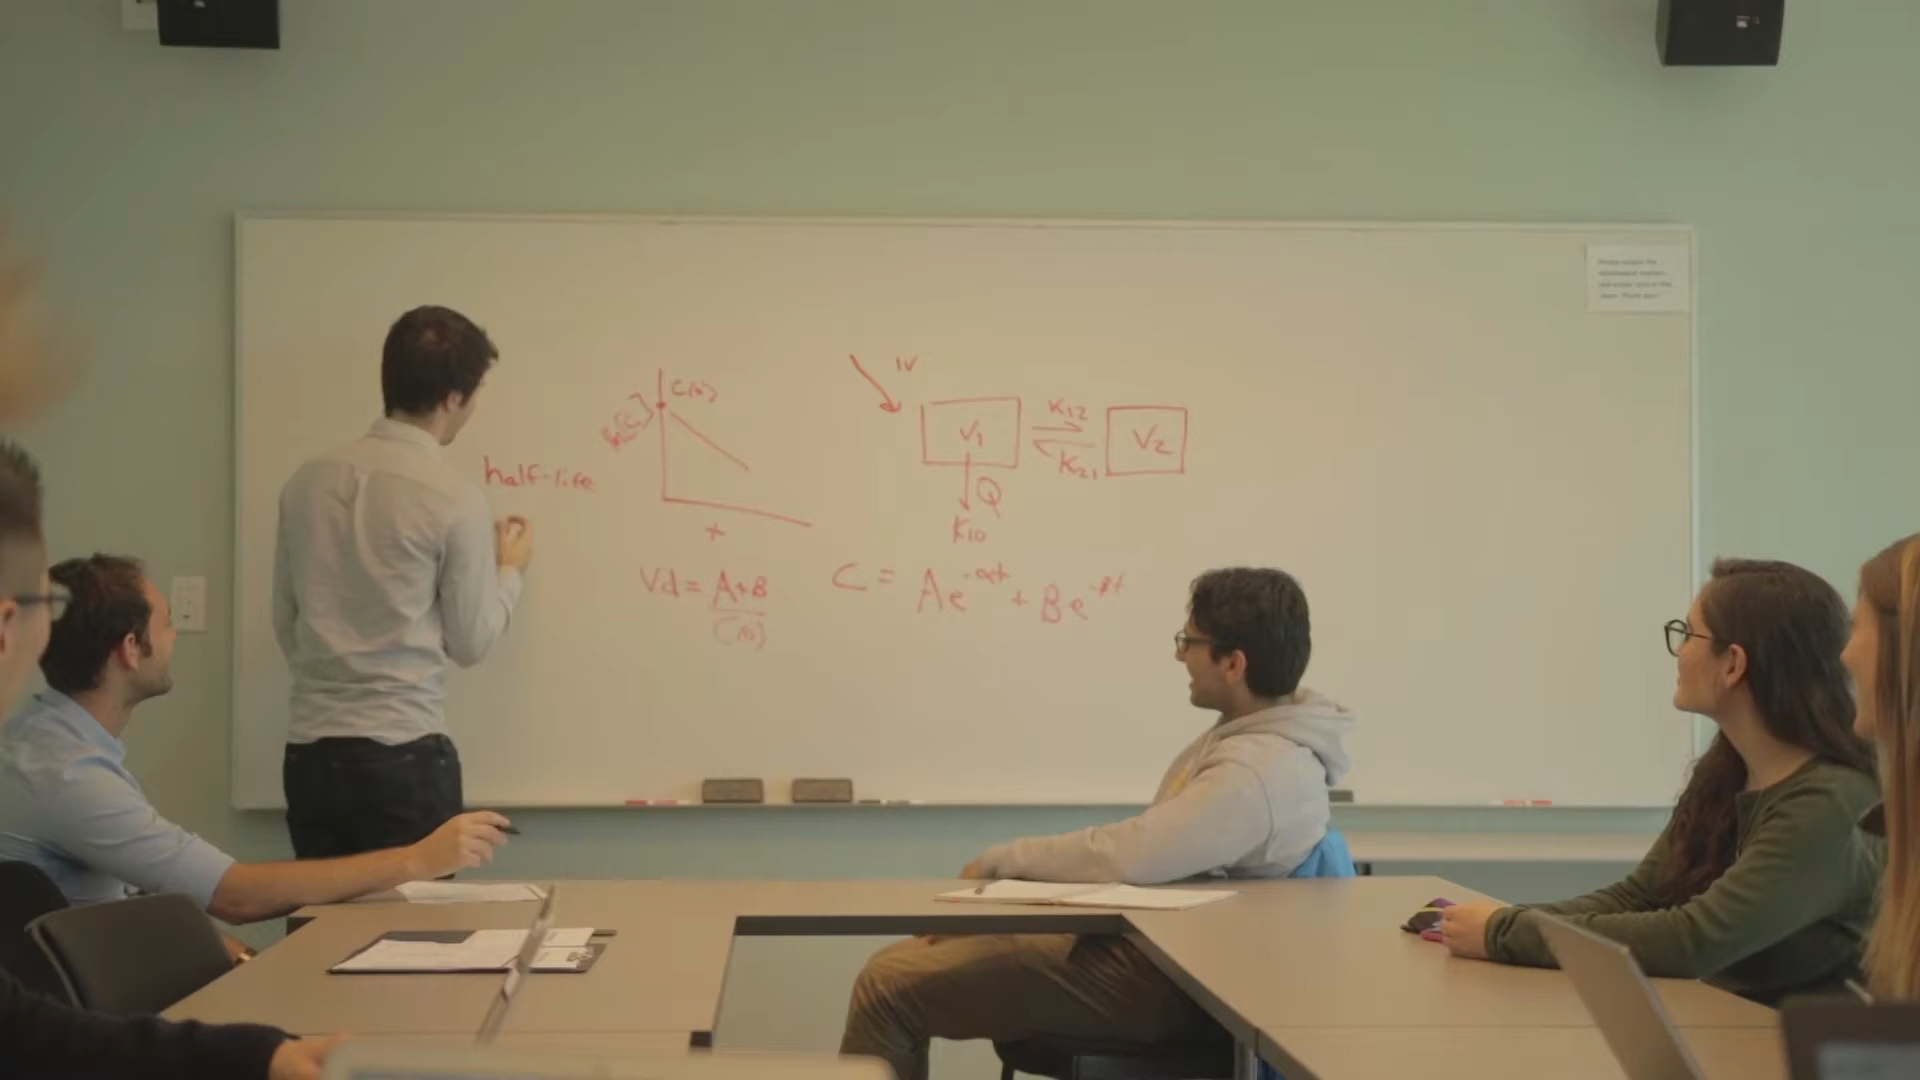 half-life
C(0)
t
IV
V1
K12
K21
V2
Q
K10
Vd = A+B
C(0)
C = Ae^-αt + Be^-βt